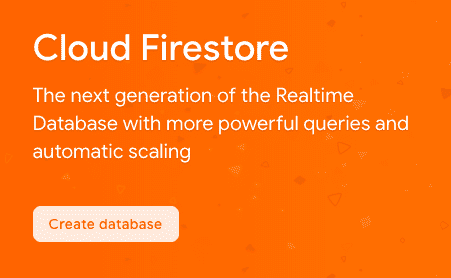 Cloud Firestore
The next generation of the Realtime
Database with more powerful queries and
automatic scaling
Create database